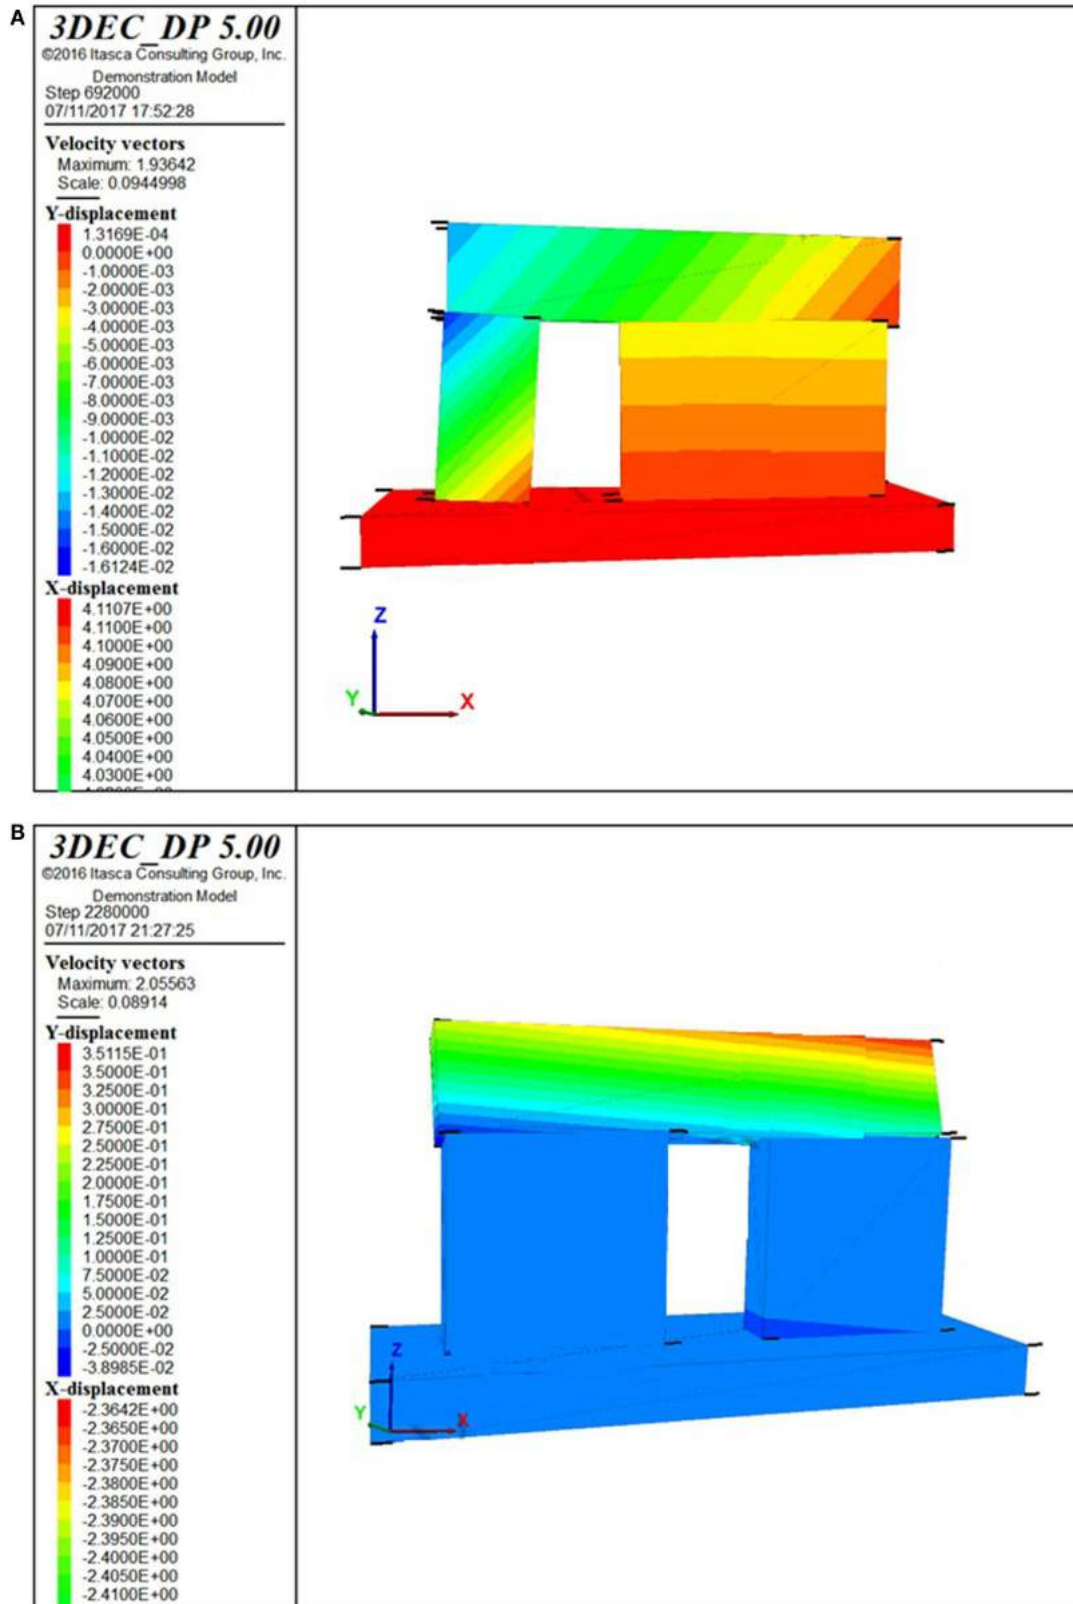 A
3DEC_DP 5.00
©2016 Itasca Consulting Group, Inc.
Demonstration Model
Step 692000
07/11/2017 17:52:28
Velocity vectors
Maximum: 1.93642
Scale: 0.0944998
Y-displacement
1.3169E-04
0.0000E+00
-1.0000E-03
-2.0000E-03
-3.0000E-03
-4.0000E-03
-5.0000E-03
-6.0000E-03
-7.0000E-03
-8.0000E-03
-9.0000E-03
-1.0000E-02
-1.1000E-02
-1.2000E-02
-1.3000E-02
-1.4000E-02
-1.5000E-02
-1.6000E-02
-1.6124E-02
X-displacement
4.1107E+00
4.1100E+00
4.1000E+00
4.0900E+00
4.0800E+00
4.0700E+00
4.0600E+00
4.0500E+00
4.0400E+00
4.0300E+00
Z
Y
X
B
3DEC_DP 5.00
©2016 Itasca Consulting Group, Inc.
Demonstration Model
Step 2280000
07/11/2017 21:27:25
Velocity vectors
Maximum: 2.05563
Scale: 0.08914
Y-displacement
3.5115E-01
3.5000E-01
3.2500E-01
3.0000E-01
2.7500E-01
2.5000E-01
2.2500E-01
2.0000E-01
1.7500E-01
1.5000E-01
1.2500E-01
1.0000E-01
7.5000E-02
5.0000E-02
2.5000E-02
0.0000E+00
-2.5000E-02
-3.8985E-02
X-displacement
-2.3642E+00
-2.3650E+00
-2.3700E+00
-2.3750E+00
-2.3800E+00
-2.3850E+00
-2.3900E+00
-2.3950E+00
-2.4000E+00
-2.4050E+00
-2.4100E+00
Z
Y
X